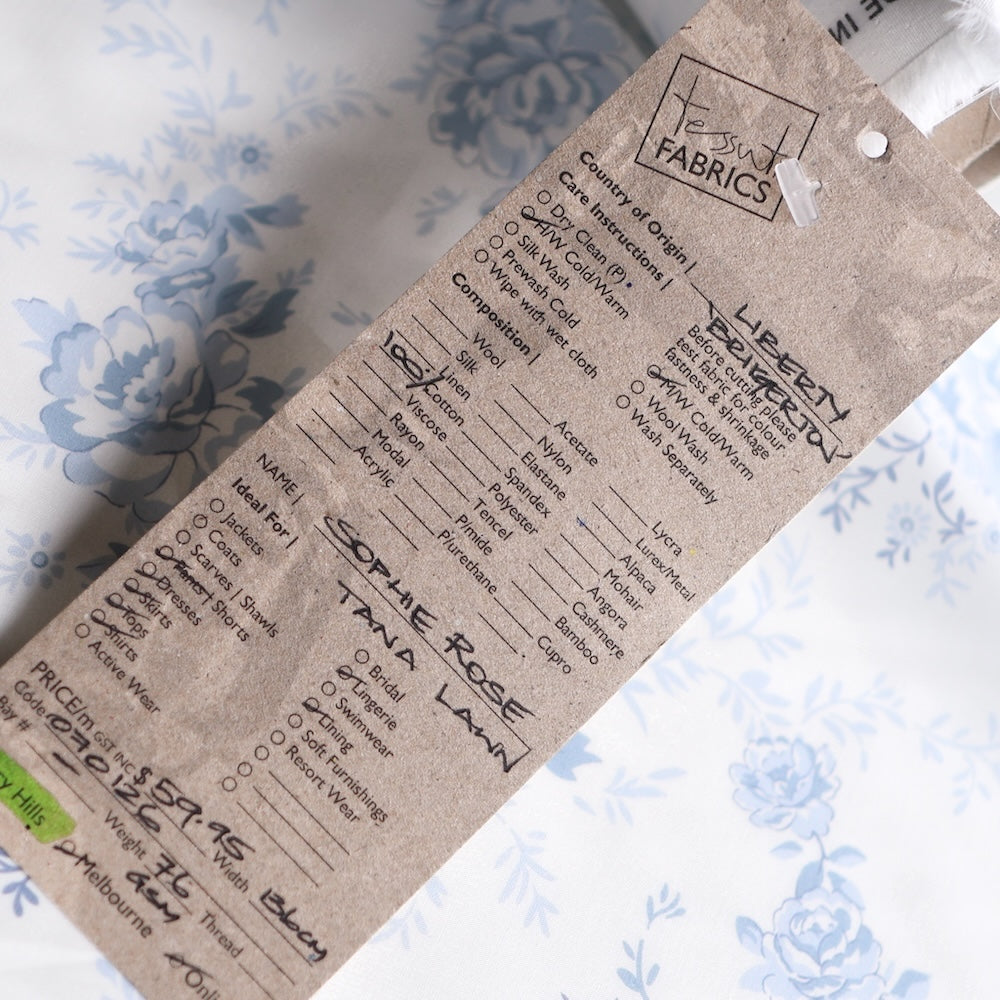 tessuti
FABRICS
Country of Origin |
LIBERTY
BRIDGERTON
Care Instructions |
Dry Clean (P)
H/W Cold/Warm
Silk Wash
Prewash Cold
Wipe with wet cloth
Before cutting please
test fabric for colour
fastness & shrinkage
M/W Cold/Warm
Wool Wash
Wash Separately
Composition |
Wool
Silk
Linen
100% Cotton
Viscose
Rayon
Modal
Acrylic
Acetate
Nylon
Elastane
Spandex
Polyester
Tencel
P/mide
P/urethane
Lycra
Lurex/Metal
Mohair
Alpaca
Angora
Cashmere
Bamboo
Cupro
NAME |
SOPHIE ROSE
TANA LAWN
Ideal For |
Jackets
Coats
Scarves | Shawls
Pants | Shorts
Dresses
Skirts
Tops
Shirts
Active Wear
Bridal
Lingerie
Swimwear
Lining
Soft Furnishings
Resort Wear
PRICE/m GST INC $59.95
Code 070126
Width 136cm
Bay # -
Weight 76 GSM
Thread
Hills
Melbourne